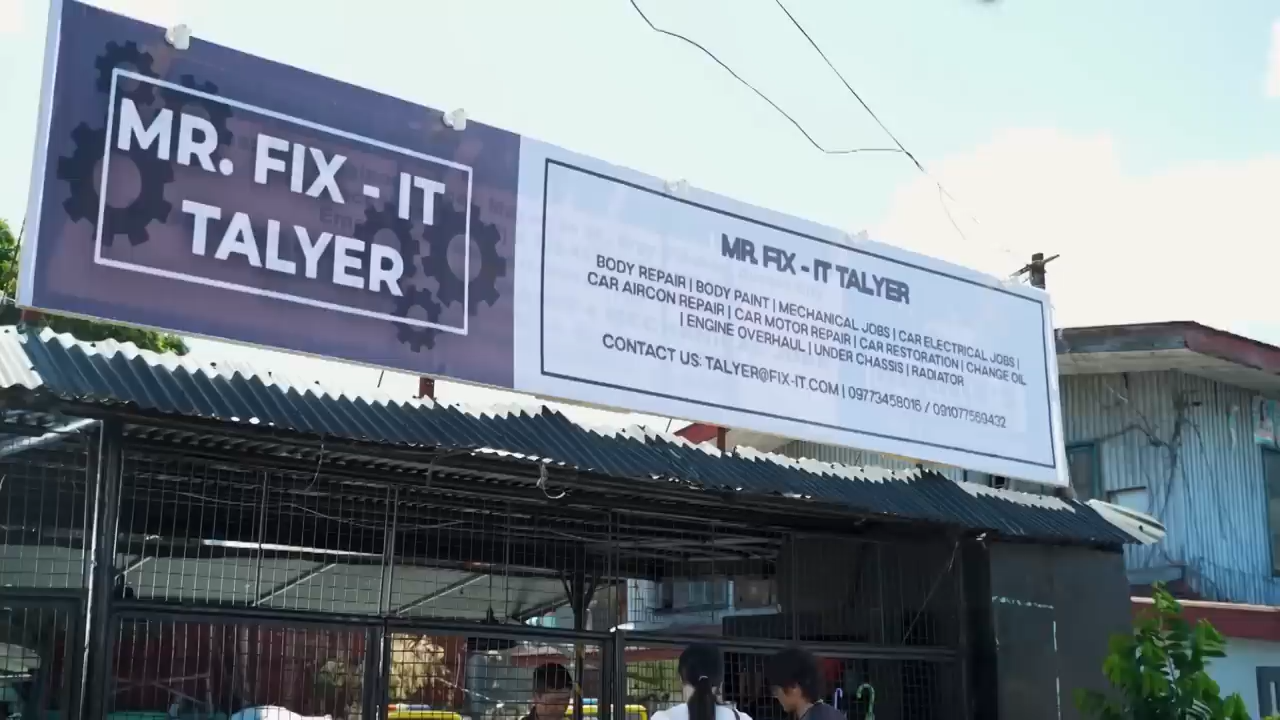 MR. FIX - IT
TALYER
MR. FIX - IT TALYER
BODY REPAIR | BODY PAINT | MECHANICAL JOBS | CAR ELECTRICAL JOBS |
CAR AIRCON REPAIR | CAR MOTOR REPAIR | CAR RESTORATION | CHANGE OIL
| ENGINE OVERHAUL | UNDER CHASSIS | RADIATOR
CONTACT US: TALYER@FIX-IT.COM | 09773458016 / 091077569432